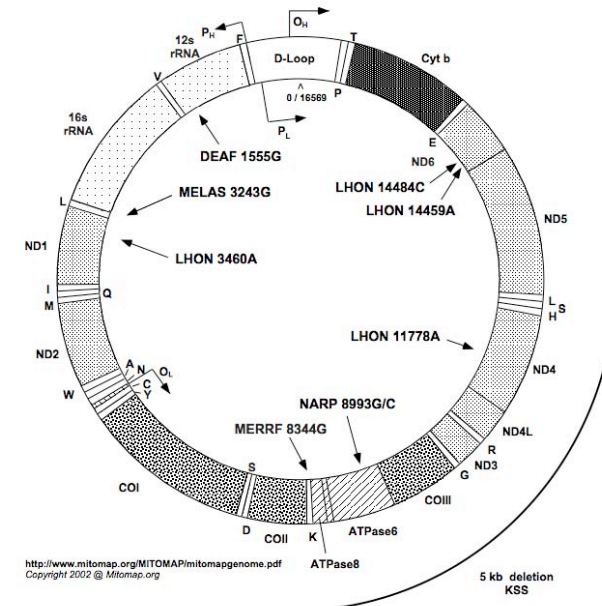 O_H
P_H
12s
rRNA
F
D-Loop
T
Cyt b
V
0 / 16569
P
16s
rRNA
P_L
E
ND6
DEAF 1555G
LHON 14484C
LHON 14459A
MELAS 3243G
L
ND5
ND1
LHON 3460A
I
Q
M
L
S
H
LHON 11778A
ND2
ND4
A
N
O_L
C
Y
W
NARP 8993G/C
MERRF 8344G
ND4L
R
ND3
G
COI
S
COIII
D
COII
K
ATPase6
ATPase8
http://www.mitomap.org/MITOMAP/mitomapgenome.pdf
Copyright 2002 @ Mitomap.org
5 kb deletion
KSS